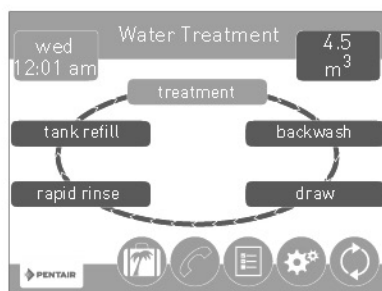 wed
12:01 am
Water Treatment
4.5
m³
treatment
tank refill
backwash
rapid rinse
draw
PENTAIR